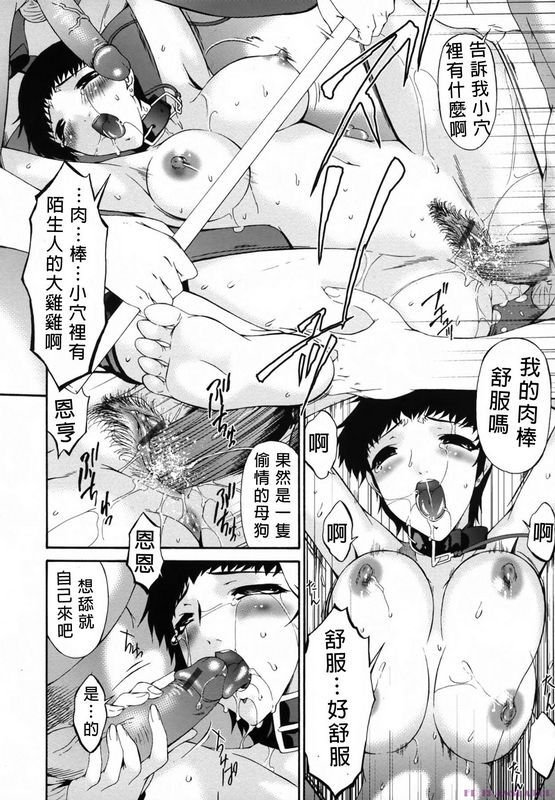 告訴我小穴
裡有什麼啊
…肉…棒…小穴裡有
陌生人的大雞雞啊
恩亨
果然是一隻
偷情的母狗
我的肉棒
舒服嗎
啊
啊
啊
舒服…好舒服
恩恩
想舔就
自己來吧
是…的